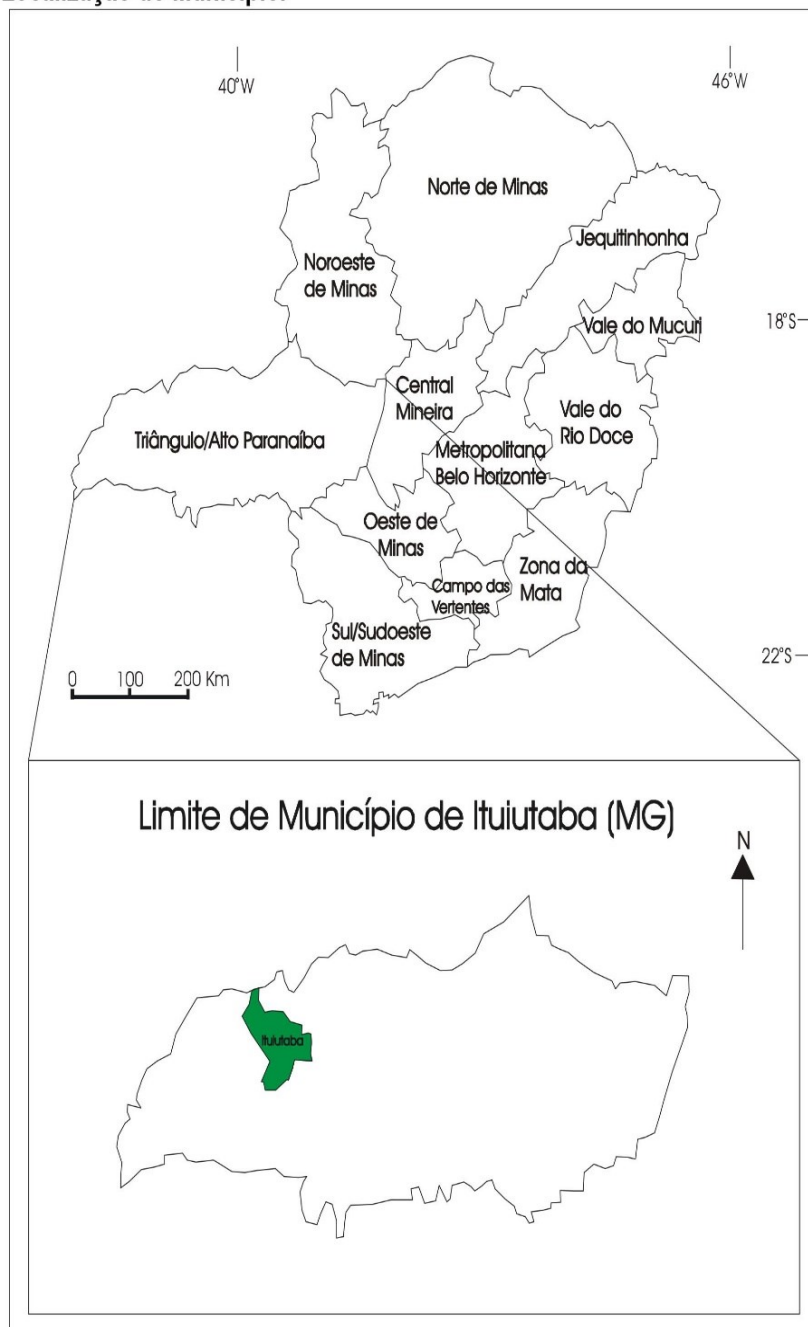 40°W
46°W
Norte de Minas
Jequitinhonha
Noroeste
de Minas
Vale do Mucuri
18°S
Central
Mineira
Vale do
Rio Doce
Triângulo/Alto Paranaíba
Metropolitana
Belo Horizonte
Oeste de
Minas
Zona da
Mata
Campo das
Vertentes
Sul/Sudoeste
de Minas
22°S
0 100 200 Km
Limite de Município de Ituiutaba (MG)
N
Ituiutaba